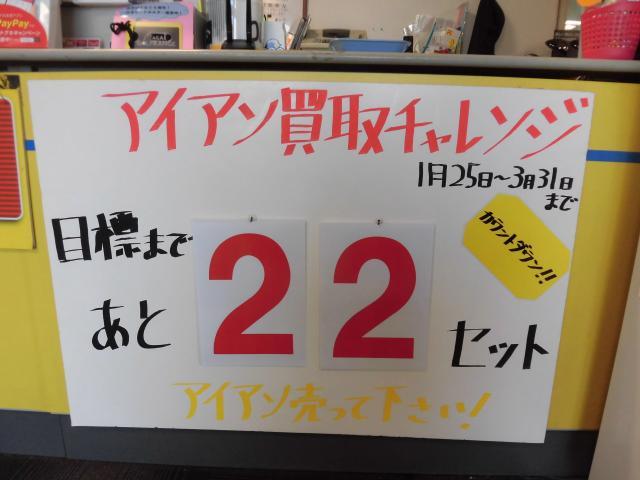 PayPay
アイアン買取チャレンジ
1月25日〜3月31日
まで
カウントダウン!!
目標まで
あと
22
セット
アイアン売って下さい!